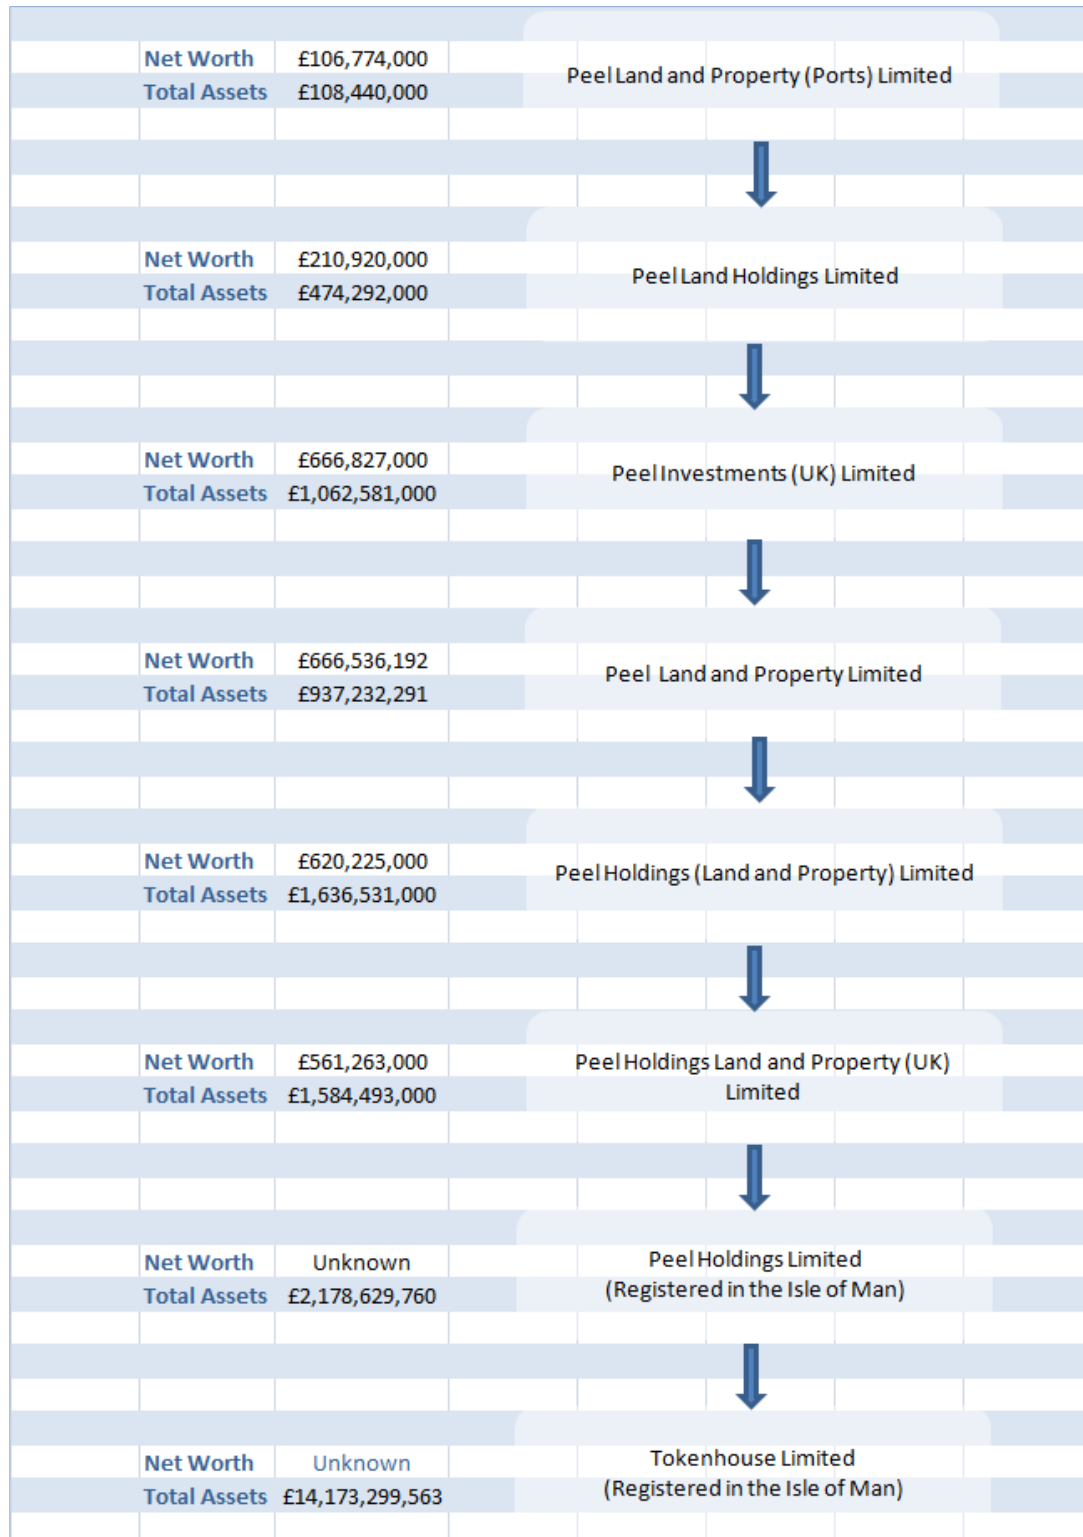 Net Worth £106,774,000
Peel Land and Property (Ports) Limited
Total Assets £108,440,000
Net Worth £210,920,000
Peel Land Holdings Limited
Total Assets £474,292,000
Net Worth £666,827,000
Peel Investments (UK) Limited
Total Assets £1,062,581,000
Net Worth £666,536,192
Peel Land and Property Limited
Total Assets £937,232,291
Net Worth £620,225,000
Peel Holdings (Land and Property) Limited
Total Assets £1,636,531,000
Net Worth £561,263,000
Peel Holdings Land and Property (UK)
Limited
Total Assets £1,584,493,000
Net Worth Unknown
Peel Holdings Limited
(Registered in the Isle of Man)
Total Assets £2,178,629,760
Net Worth Unknown
Tokenhouse Limited
(Registered in the Isle of Man)
Total Assets £14,173,299,563